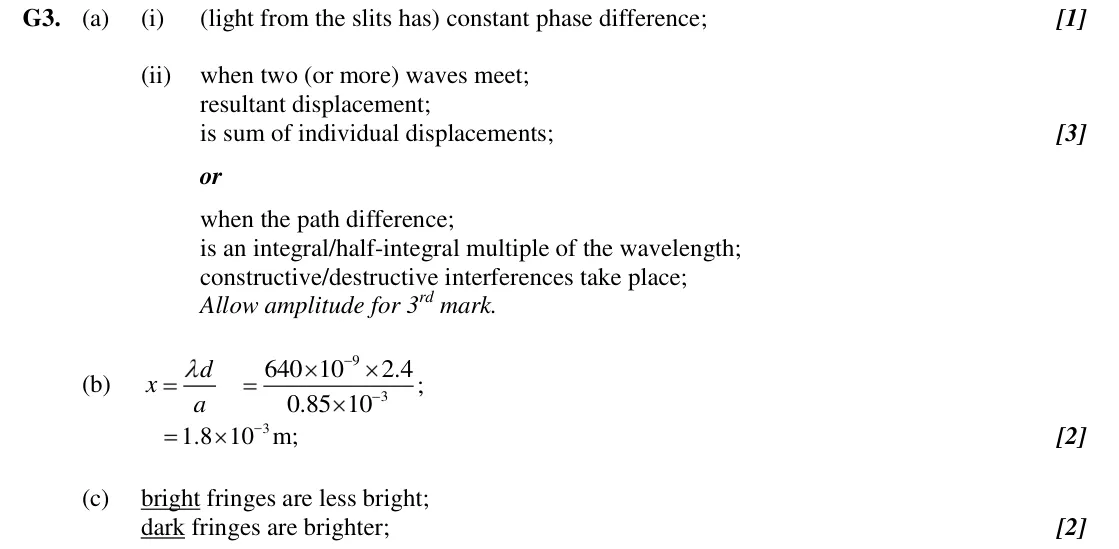 G3. (a) (i) (light from the slits has) constant phase difference; [1]
(ii) when two (or more) waves meet;
resultant displacement;
is sum of individual displacements; [3]
or
when the path difference;
is an integral/half-integral multiple of the wavelength;
constructive/destructive interferences take place;
Allow amplitude for 3rd mark.
(b) x = λd/a = 640×10⁻⁹×2.4/0.85×10⁻³;
=1.8×10⁻³m; [2]
(c) bright fringes are less bright;
dark fringes are brighter; [2]